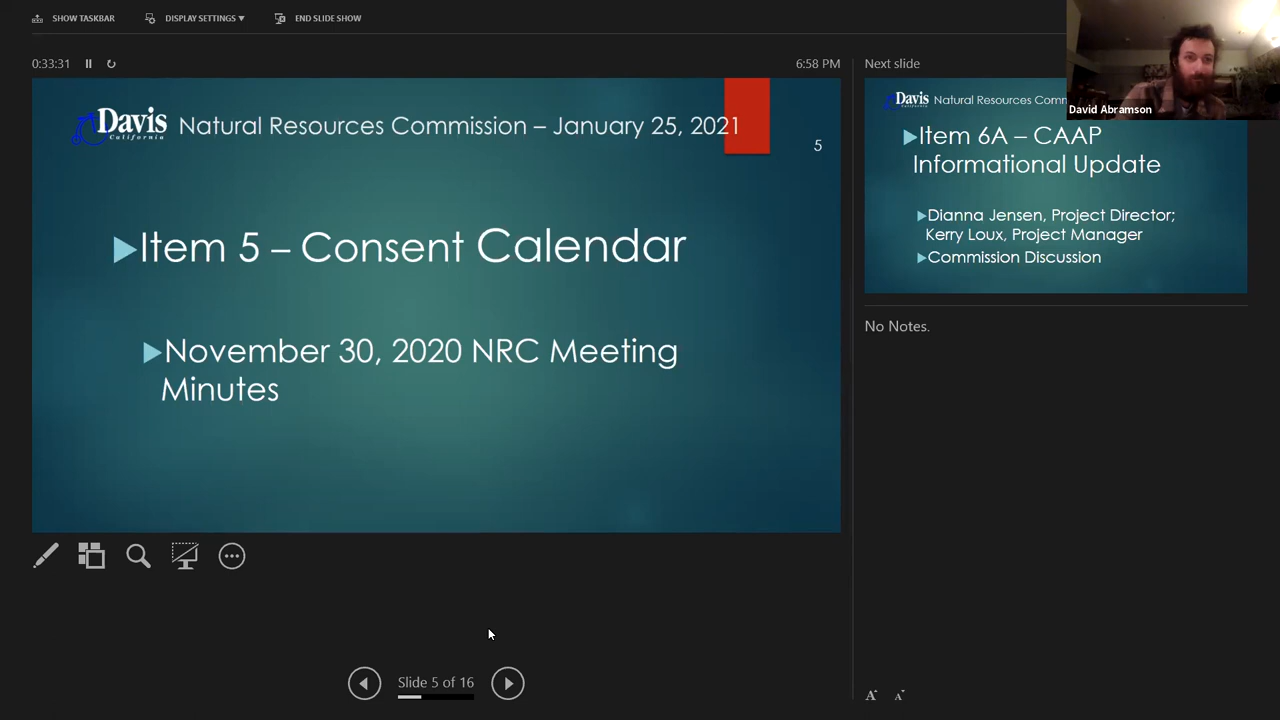 SHOW TASKBAR
DISPLAY SETTINGS ▼
END SLIDE SHOW
0:33:31
6:58 PM
Davis
California
Natural Resources Commission – January 25, 2021
5
Item 5 – Consent Calendar
November 30, 2020 NRC Meeting
Minutes
Slide 5 of 16
Next slide
David Abramson
Davis
Natural Resources Comm
Item 6A – CAAP
Informational Update
Dianna Jensen, Project Director;
Kerry Loux, Project Manager
Commission Discussion
No Notes.
A
A